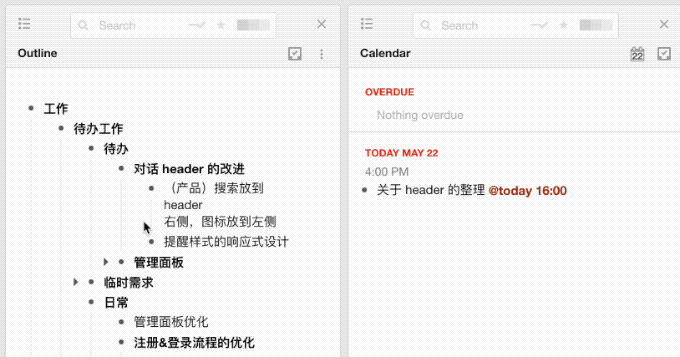 Search
Outline
工作
待办工作
待办
对话 header 的改进
（产品）搜索放到
header
右侧，图标放到左侧
提醒样式的响应式设计
管理面板
临时需求
日常
管理面板优化
注册&登录流程的优化
Search
Calendar
22
OVERDUE
Nothing overdue
TODAY MAY 22
4:00 PM
关于 header 的整理 @today 16:00